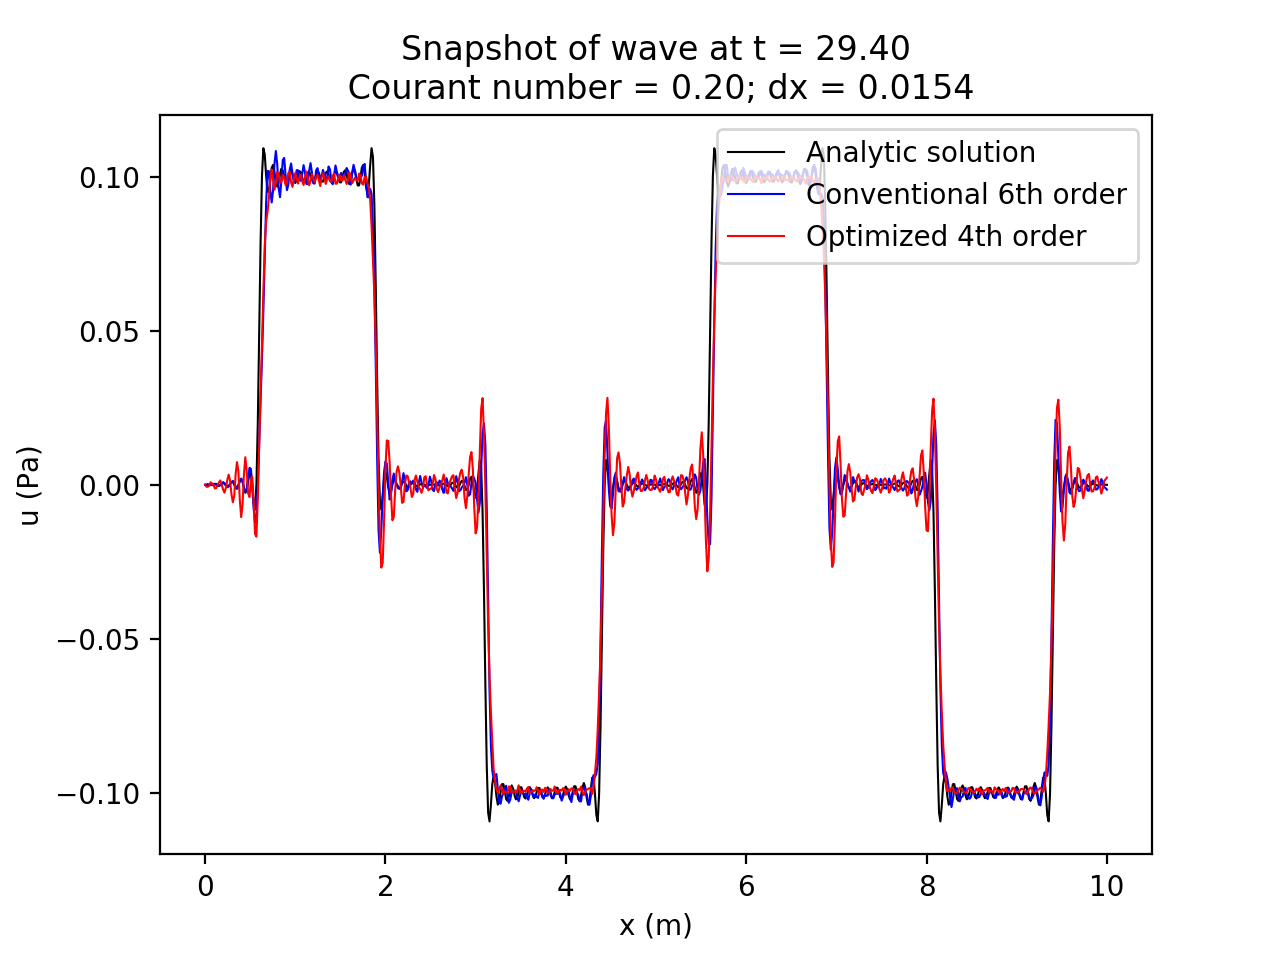 Snapshot of wave at t = 29.40
Courant number = 0.20; dx = 0.0154
Analytic solution
Conventional 6th order
Optimized 4th order
0.10
0.05
0.00
−0.05
−0.10
u (Pa)
0 2 4 6 8 10
x (m)